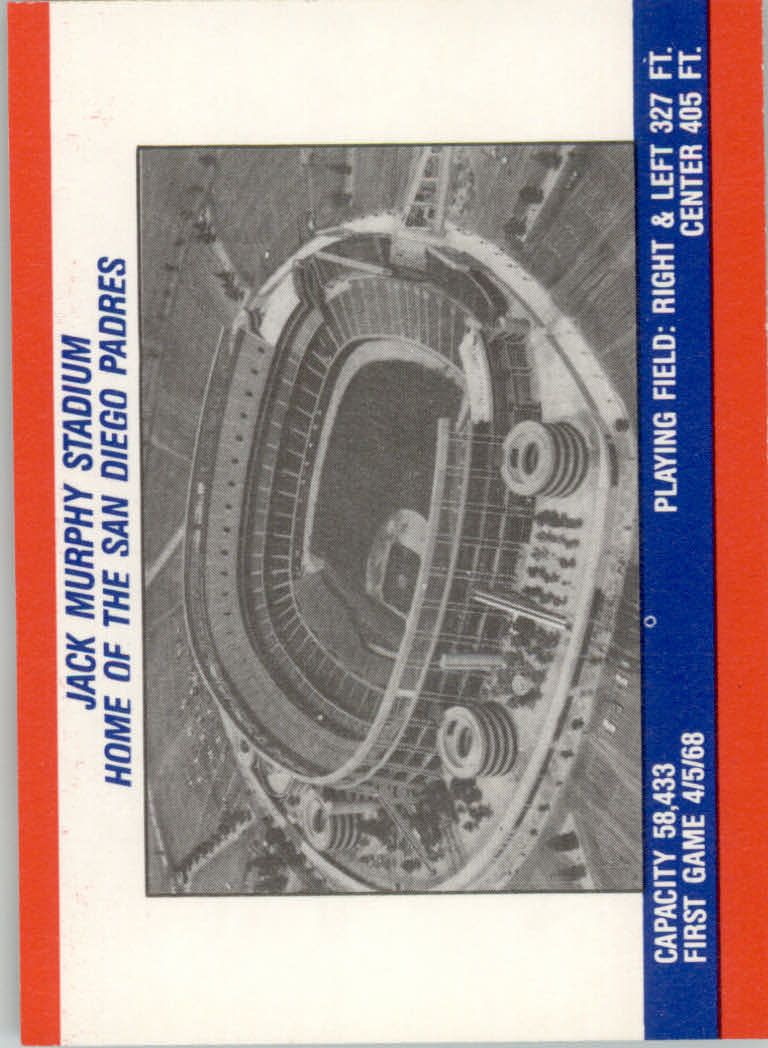 JACK MURPHY STADIUM
HOME OF THE SAN DIEGO PADRES
CAPACITY 58,433
FIRST GAME 4/5/68
PLAYING FIELD: RIGHT & LEFT 327 FT.
CENTER 405 FT.